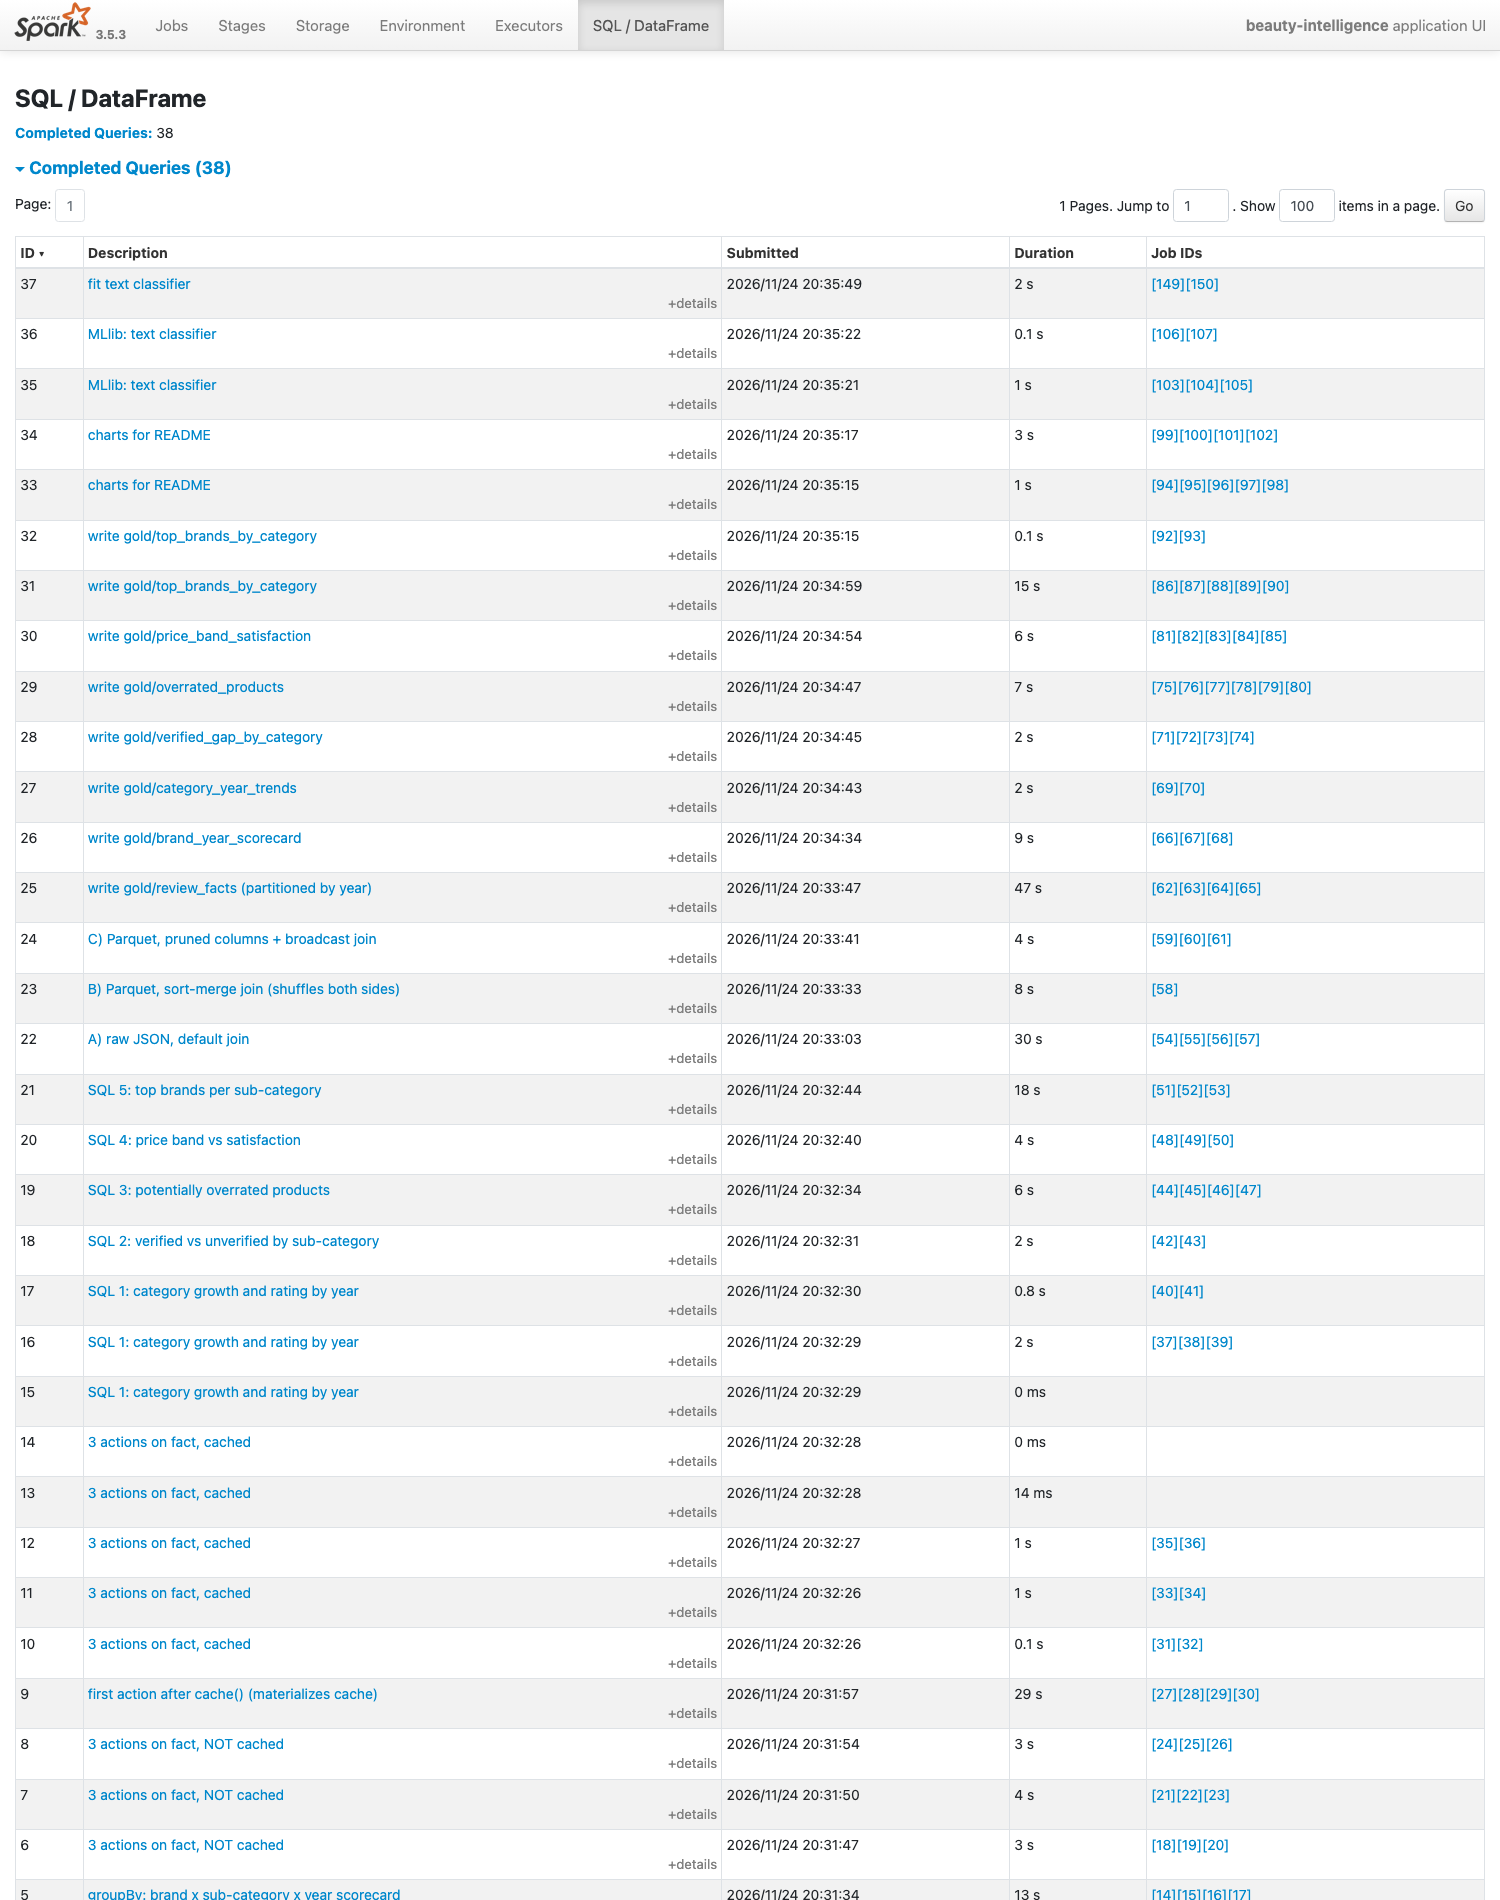 APACHE
Spark 3.5.3 Jobs Stages Storage Environment Executors SQL / DataFrame beauty-intelligence application UI
SQL / DataFrame
Completed Queries: 38
Completed Queries (38)
Page: 1 1 Pages. Jump to 1 . Show 100 items in a page. Go
ID Description Submitted Duration Job IDs
37 fit text classifier 2026/11/24 20:35:49 2 s [149][150]
+details
36 MLlib: text classifier 2026/11/24 20:35:22 0.1 s [106][107]
+details
35 MLlib: text classifier 2026/11/24 20:35:21 1 s [103][104][105]
+details
34 charts for README 2026/11/24 20:35:17 3 s [99][100][101][102]
+details
33 charts for README 2026/11/24 20:35:15 1 s [94][95][96][97][98]
+details
32 write gold/top_brands_by_category 2026/11/24 20:35:15 0.1 s [92][93]
+details
31 write gold/top_brands_by_category 2026/11/24 20:34:59 15 s [86][87][88][89][90]
+details
30 write gold/price_band_satisfaction 2026/11/24 20:34:54 6 s [81][82][83][84][85]
+details
29 write gold/overrated_products 2026/11/24 20:34:47 7 s [75][76][77][78][79][80]
+details
28 write gold/verified_gap_by_category 2026/11/24 20:34:45 2 s [71][72][73][74]
+details
27 write gold/category_year_trends 2026/11/24 20:34:43 2 s [69][70]
+details
26 write gold/brand_year_scorecard 2026/11/24 20:34:34 9 s [66][67][68]
+details
25 write gold/review_facts (partitioned by year) 2026/11/24 20:33:47 47 s [62][63][64][65]
+details
24 C) Parquet, pruned columns + broadcast join 2026/11/24 20:33:41 4 s [59][60][61]
+details
23 B) Parquet, sort-merge join (shuffles both sides) 2026/11/24 20:33:33 8 s [58]
+details
22 A) raw JSON, default join 2026/11/24 20:33:03 30 s [54][55][56][57]
+details
21 SQL 5: top brands per sub-category 2026/11/24 20:32:44 18 s [51][52][53]
+details
20 SQL 4: price band vs satisfaction 2026/11/24 20:32:40 4 s [48][49][50]
+details
19 SQL 3: potentially overrated products 2026/11/24 20:32:34 6 s [44][45][46][47]
+details
18 SQL 2: verified vs unverified by sub-category 2026/11/24 20:32:31 2 s [42][43]
+details
17 SQL 1: category growth and rating by year 2026/11/24 20:32:30 0.8 s [40][41]
+details
16 SQL 1: category growth and rating by year 2026/11/24 20:32:29 2 s [37][38][39]
+details
15 SQL 1: category growth and rating by year 2026/11/24 20:32:29 0 ms
+details
14 3 actions on fact, cached 2026/11/24 20:32:28 0 ms
+details
13 3 actions on fact, cached 2026/11/24 20:32:28 14 ms
+details
12 3 actions on fact, cached 2026/11/24 20:32:27 1 s [35][36]
+details
11 3 actions on fact, cached 2026/11/24 20:32:26 1 s [33][34]
+details
10 3 actions on fact, cached 2026/11/24 20:32:26 0.1 s [31][32]
+details
9 first action after cache() (materializes cache) 2026/11/24 20:31:57 29 s [27][28][29][30]
+details
8 3 actions on fact, NOT cached 2026/11/24 20:31:54 3 s [24][25][26]
+details
7 3 actions on fact, NOT cached 2026/11/24 20:31:50 4 s [21][22][23]
+details
6 3 actions on fact, NOT cached 2026/11/24 20:31:47 3 s [18][19][20]
+details
5 groupBy: brand x sub-category x year scorecard 2026/11/24 20:31:34 13 s [14][15][16][17]